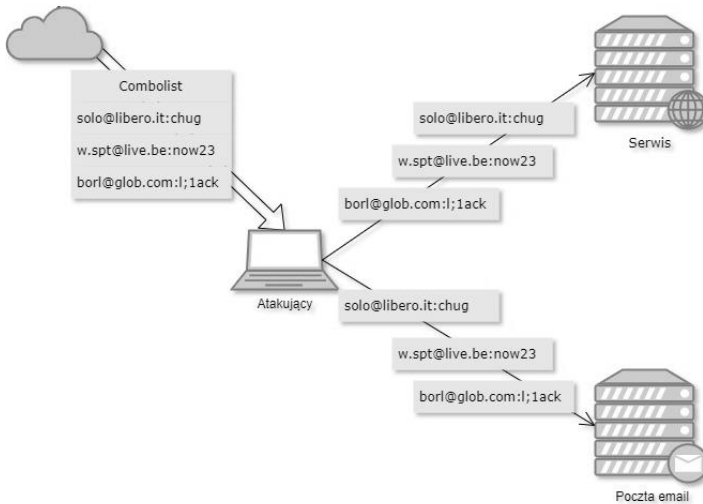 Combolist
solo@libero.it:chug
w.spt@live.be:now23
borl@glob.com:l;1ack
solo@libero.it:chug
w.spt@live.be:now23
borl@glob.com:l;1ack
Serwis
Atakujący
solo@libero.it:chug
w.spt@live.be:now23
borl@glob.com:l;1ack
Poczta email